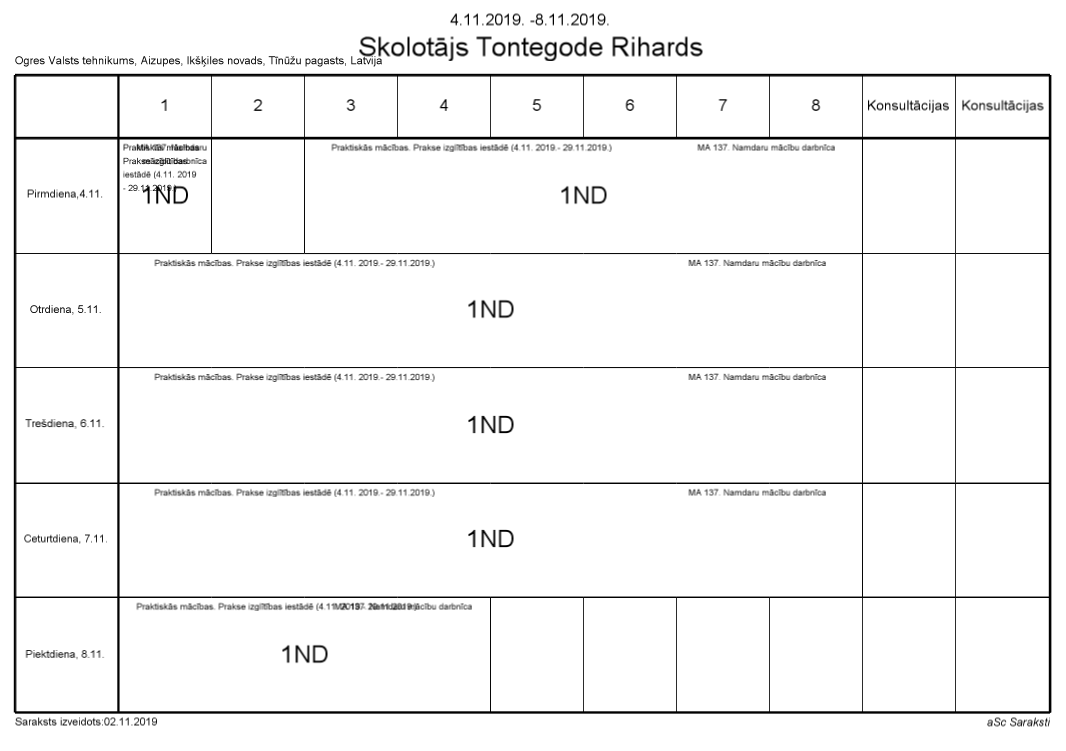 4.11.2019. -8.11.2019.
Skolotājs Tontegode Rihards
Ogres Valsts tehnikums, Aizupes, Ikšķiles novads, Tīnūžu pagasts, Latvija
1 2 3 4 5 6 7 8 Konsultācijas Konsultācijas
Pirmdiena,4.11.
Praktiskās mācības.
Prakse izglītības
iestādē (4.11. 2019
- 29.11.2019.)
1ND
Praktiskās mācības. Prakse izglītības iestādē (4.11. 2019.- 29.11.2019.) MA 137. Namdaru mācību darbnīca
1ND
Otrdiena, 5.11.
Praktiskās mācības. Prakse izglītības iestādē (4.11. 2019.- 29.11.2019.) MA 137. Namdaru mācību darbnīca
1ND
Trešdiena, 6.11.
Praktiskās mācības. Prakse izglītības iestādē (4.11. 2019.- 29.11.2019.) MA 137. Namdaru mācību darbnīca
1ND
Ceturtdiena, 7.11.
Praktiskās mācības. Prakse izglītības iestādē (4.11. 2019.- 29.11.2019.) MA 137. Namdaru mācību darbnīca
1ND
Piektdiena, 8.11.
Praktiskās mācības. Prakse izglītības iestādē (4.11. mācību darbnīca
1ND
Saraksts izveidots:02.11.2019
aSc Saraksti